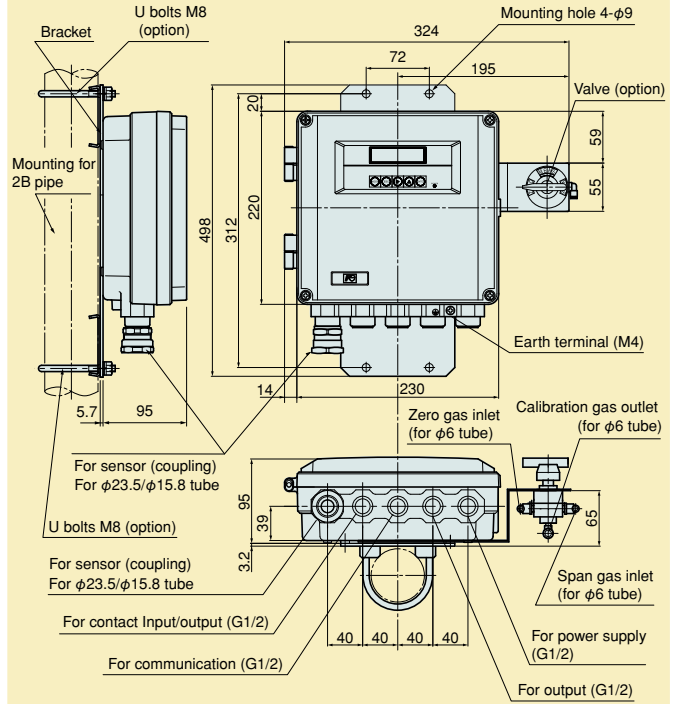 U bolts M8
(option)
Bracket
Mounting hole 4-φ9
324
72
195
Valve (option)
20
59
55
Mounting for
2B pipe
498
312
220
Earth terminal (M4)
14
230
5.7
95
Zero gas inlet
(for φ6 tube)
Calibration gas outlet
(for φ6 tube)
For sensor (coupling)
For φ23.5/φ15.8 tube
95
39
3.2
65
U bolts M8 (option)
For sensor (coupling)
For φ23.5/φ15.8 tube
Span gas inlet
(for φ6 tube)
For contact Input/output (G1/2)
40
40
40
40
For power supply
(G1/2)
For communication (G1/2)
For output (G1/2)